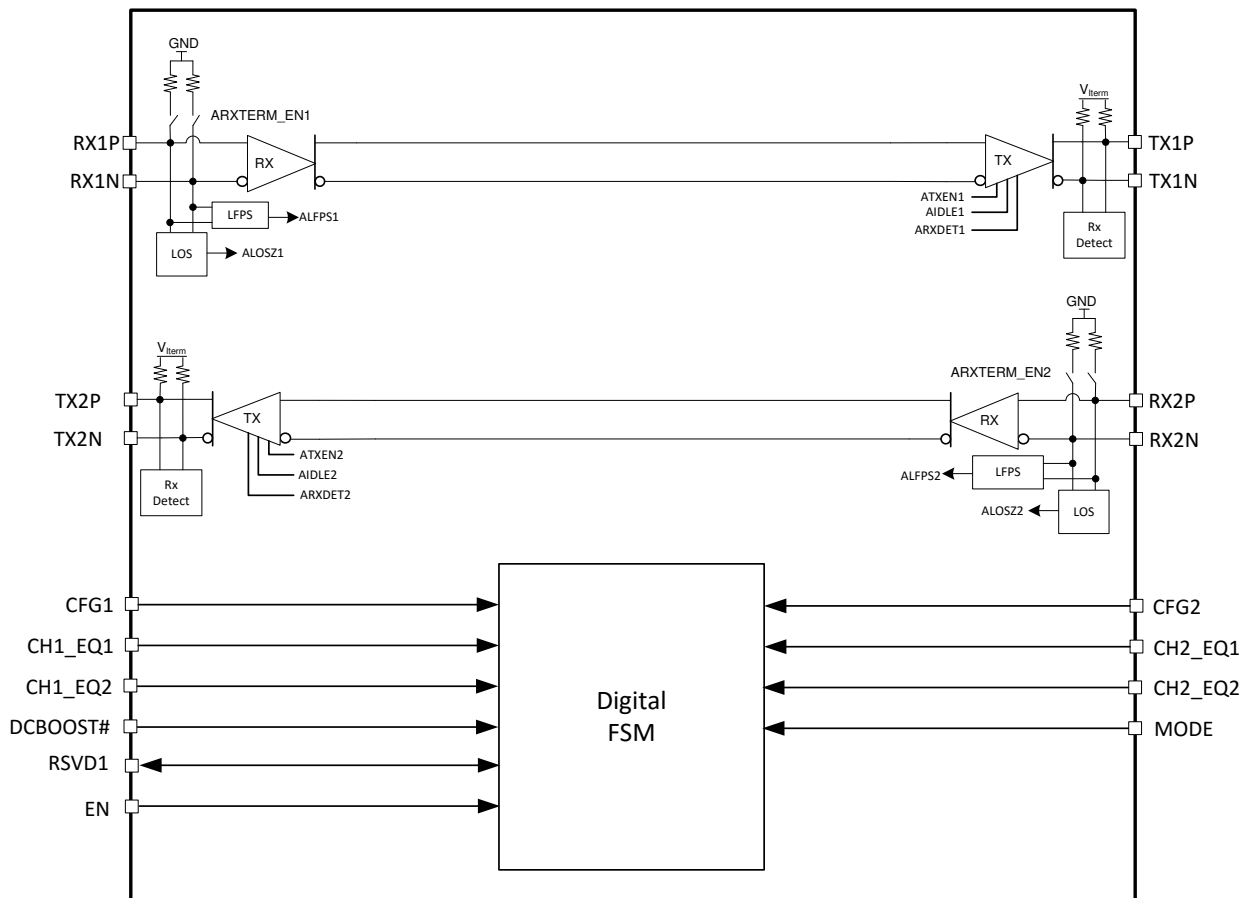 GND
ARXTERM_EN1
RX1P
RX1N
RX
LFPS
ALFPS1
LOS
ALOSZ1
TX
ATXEN1
AIDLE1
ARXDET1
VIterm
TX1P
TX1N
Rx
Detect
VIterm
TX2P
TX2N
TX
Rx
Detect
ATXEN2
AIDLE2
ARXDET2
GND
ARXTERM_EN2
RX
RX2P
RX2N
ALFPS2
LFPS
ALOSZ2
LOS
CFG1
CH1_EQ1
CH1_EQ2
DCBOOST#
RSVD1
EN
Digital
FSM
CFG2
CH2_EQ1
CH2_EQ2
MODE